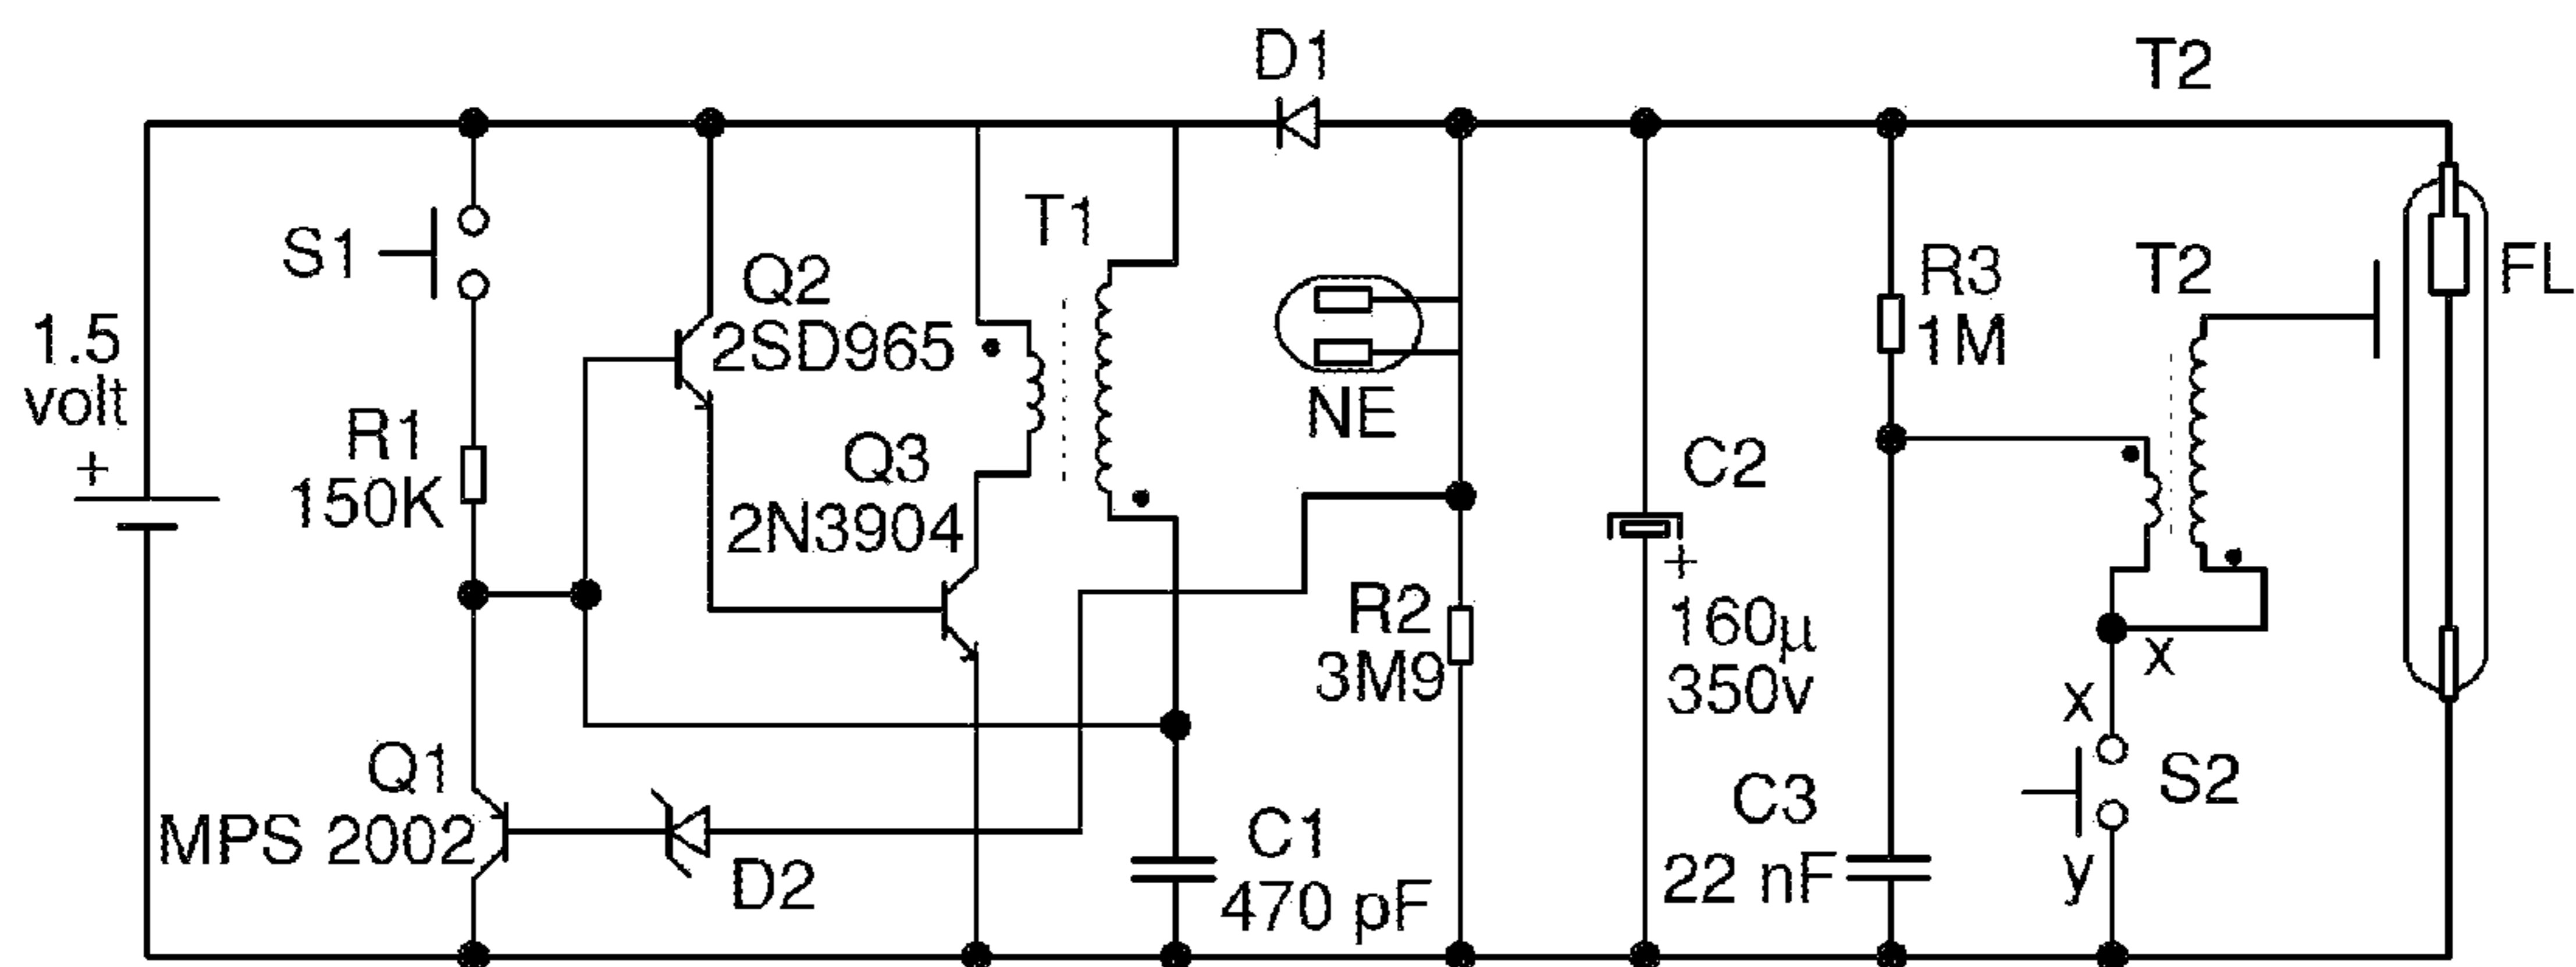 D1
T2
S1
T1
Q2
2SD965
R3
1M
T2
FL
1.5
volt
+
R1
150K
Q3
2N3904
NE
C2
+
160µ
350v
R2
3M9
x
x
Q1
MPS 2002
D2
C1
470 pF
C3
22 nF
S2
y